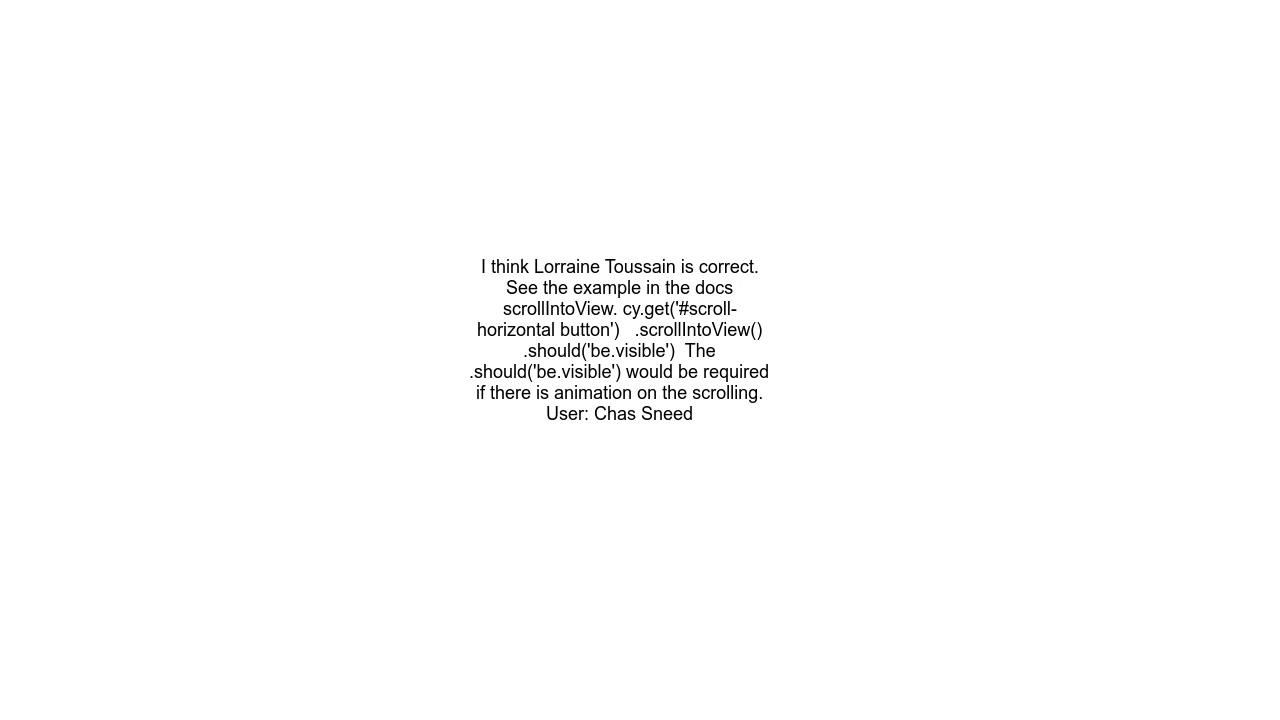 I think Lorraine Toussain is correct.
See the example in the docs
scrollIntoView. cy.get('#scroll-
horizontal button')   .scrollIntoView()
.should('be.visible')  The
.should('be.visible') would be required
if there is animation on the scrolling.
User: Chas Sneed